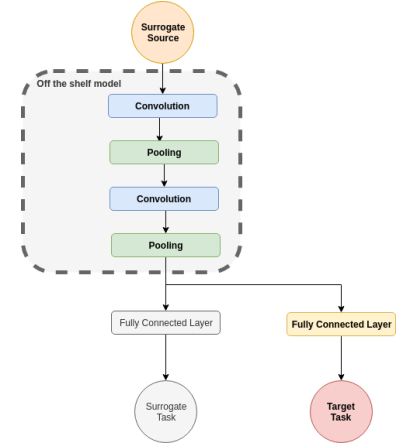 Surrogate
Source
Off the shelf model
Convolution
Pooling
Convolution
Pooling
Fully Connected Layer
Fully Connected Layer
Surrogate
Task
Target
Task